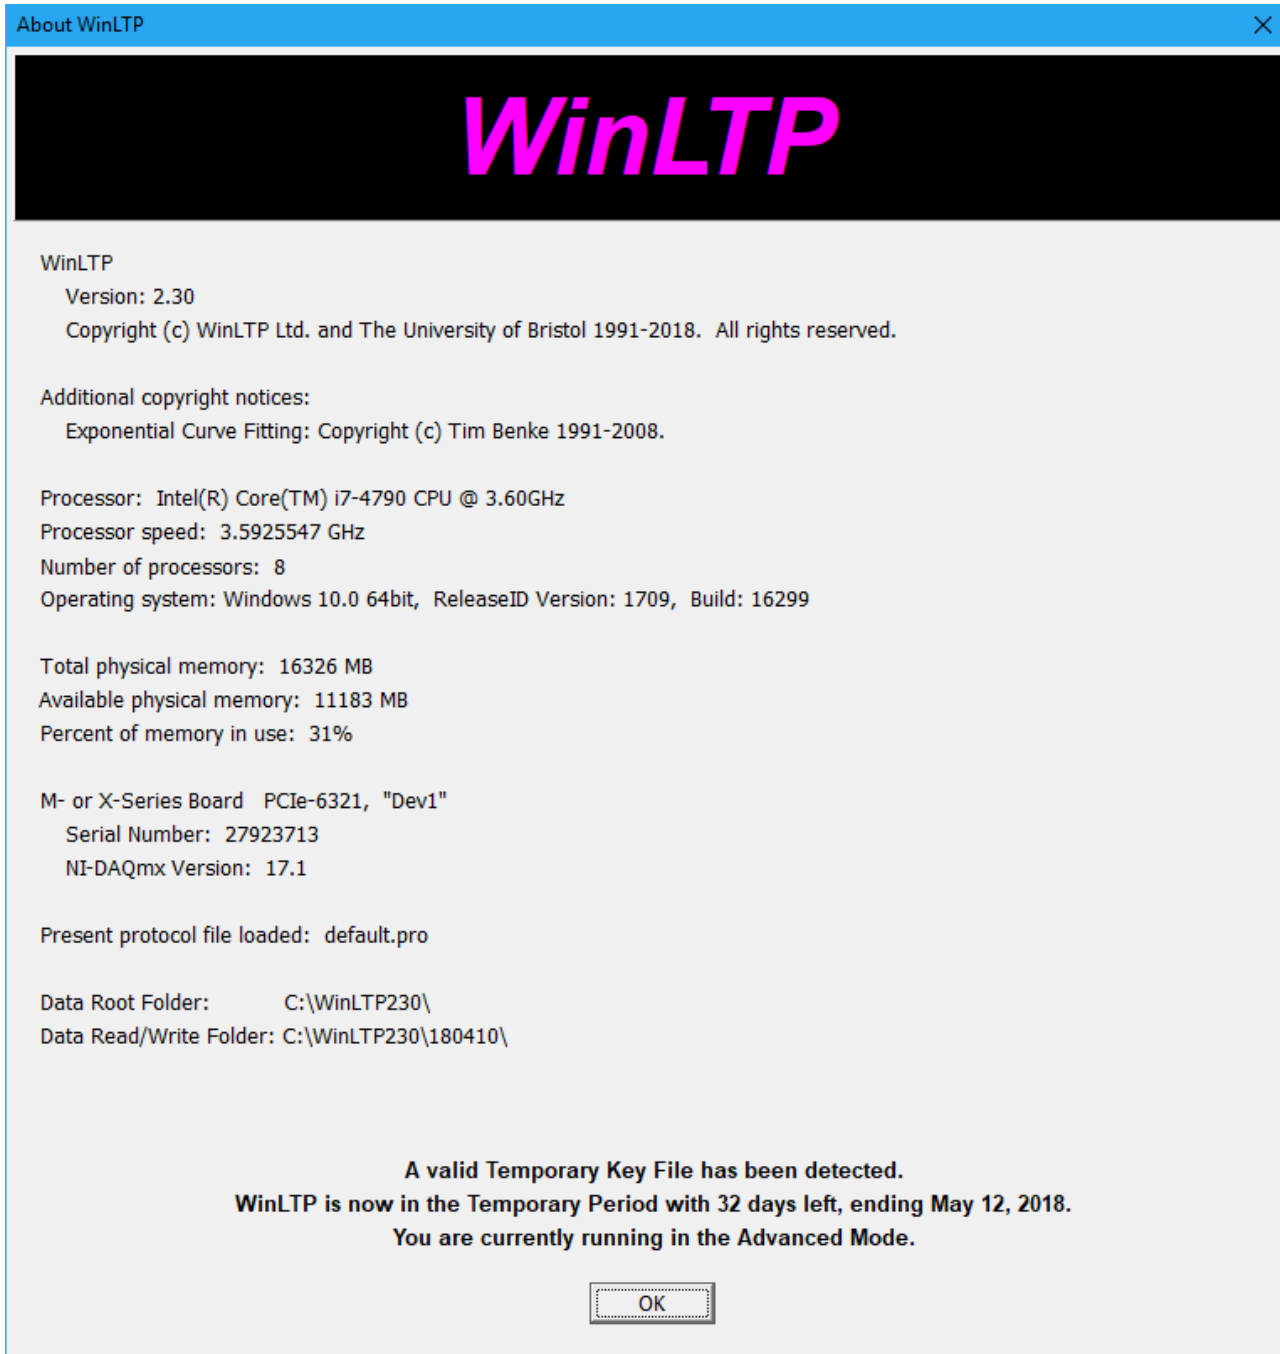 About WinLTP
WinLTP
WinLTP
Version: 2.30
Copyright (c) WinLTP Ltd. and The University of Bristol 1991-2018.  All rights reserved.
Additional copyright notices:
Exponential Curve Fitting: Copyright (c) Tim Benke 1991-2008.
Processor:  Intel(R) Core(TM) i7-4790 CPU @ 3.60GHz
Processor speed:  3.5925547 GHz
Number of processors:  8
Operating system: Windows 10.0 64bit,  ReleaseID Version: 1709,  Build: 16299
Total physical memory:  16326 MB
Available physical memory:  11183 MB
Percent of memory in use:  31%
M- or X-Series Board   PCIe-6321,  "Dev1"
Serial Number:  27923713
NI-DAQmx Version:  17.1
Present protocol file loaded:  default.pro
Data Root Folder:            C:\WinLTP230\
Data Read/Write Folder: C:\WinLTP230\180410\
A valid Temporary Key File has been detected.
WinLTP is now in the Temporary Period with 32 days left, ending May 12, 2018.
You are currently running in the Advanced Mode.
OK